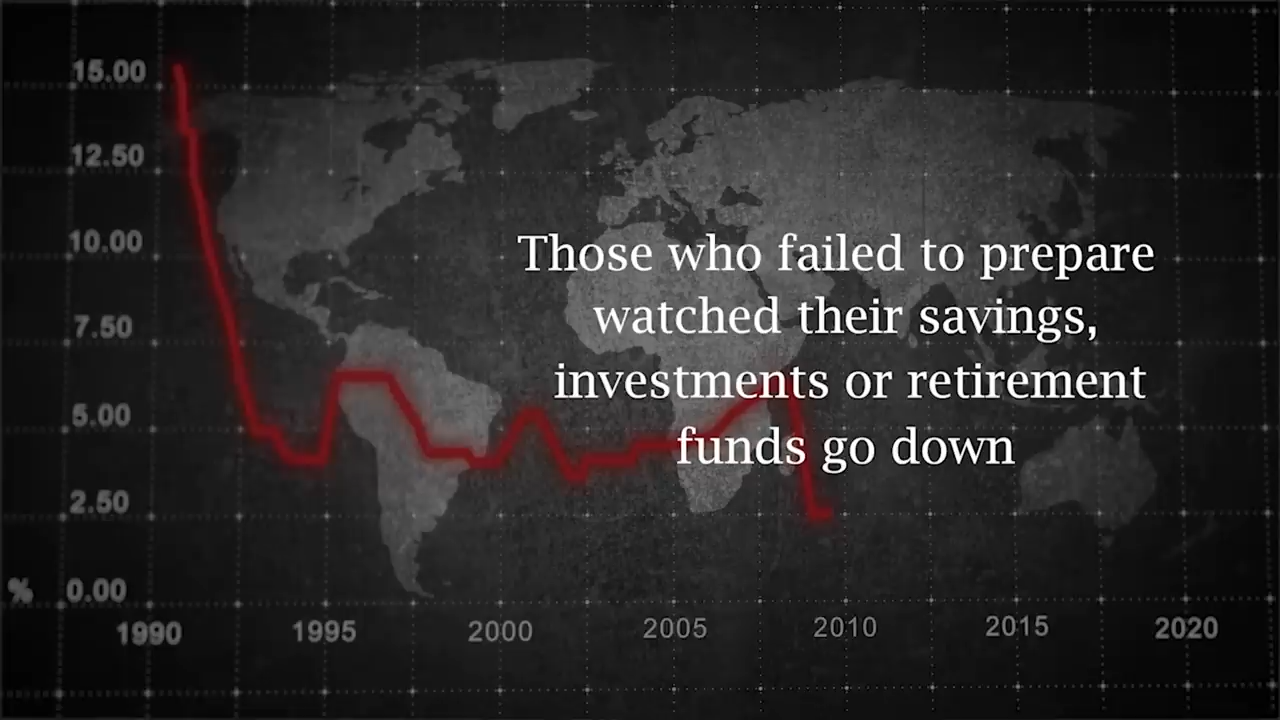 15.00
12.50
10.00
7.50
5.00
2.50
% 0.00
1990 1995 2000 2005 2010 2015 2020
Those who failed to prepare
watched their savings,
investments or retirement
funds go down